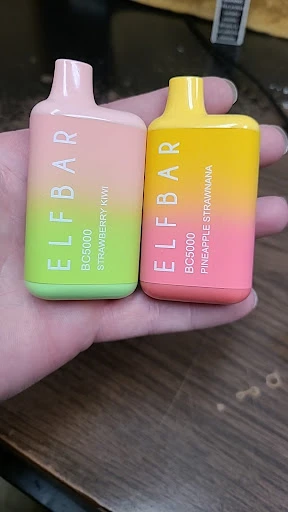 ELFBAR
BC5000
STRAWBERRY KIWI
ELFBAR
BC5000
PINEAPPLE STRAWNANA